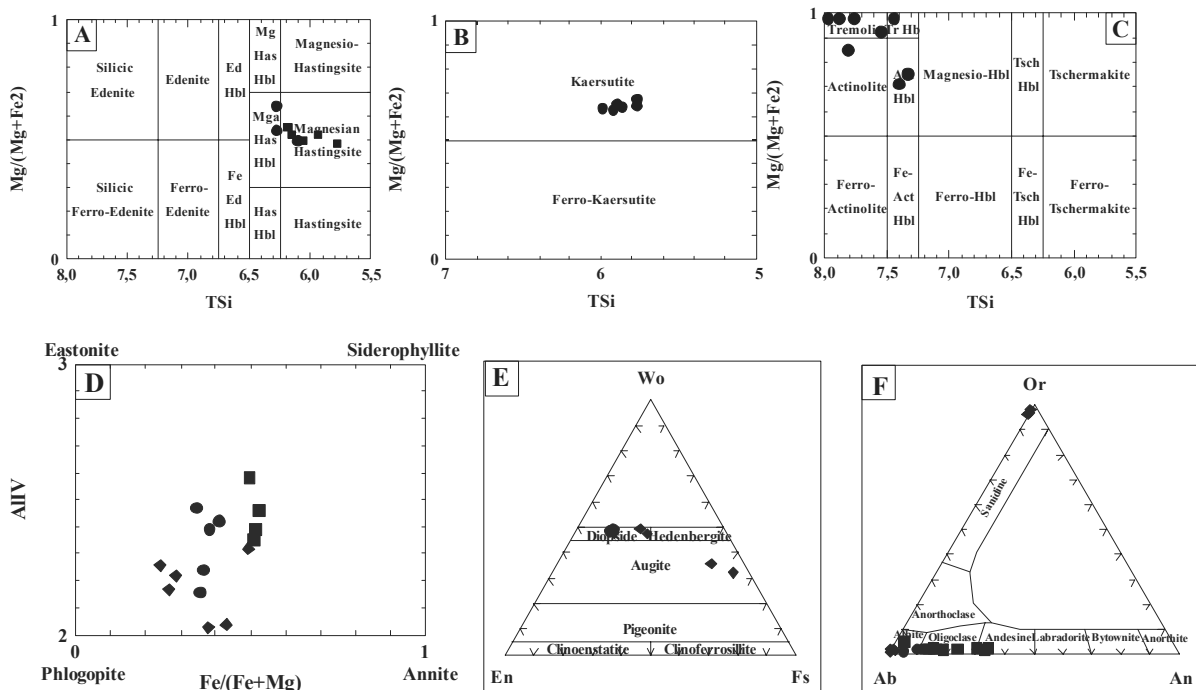 A
Mg/(Mg+Fe2)
1
0
Silicic
Edenite
Edenite
Ed
Hbl
Mg
Has
Hbl
Magnesio-
Hastingsite
Mga
Has
Hbl
Magnesian
Hastingsite
Silicic
Ferro-Edenite
Ferro-
Edenite
Fe
Ed
Hbl
Has
Hbl
Hastingsite
8,0 7,5 7,0 6,5 6,0 5,5
TSi
B
Mg/(Mg+Fe2)
1
0
Kaersutite
Ferro-Kaersutite
7 6 5
TSi
C
Mg/(Mg+Fe2)
1
0
Tr Hb
Actinolite
Hbl
Magnesio-Hbl
Tsch
Hbl
Tschermakite
Ferro-
Actinolite
Fe-
Act
Hbl
Ferro-Hbl
Fe-
Tsch
Hbl
Ferro-
Tschermakite
8,0 7,5 7,0 6,5 6,0 5,5
TSi
Eastonite Siderophyllite
3
D
AlIV
2
0 1
Phlogopite Fe/(Fe+Mg) Annite
E
Wo
Diopside Hedenbergite
Augite
Pigeonite
Clinoenstatite Clinoferrosillite
En Fs
F
Or
Sanidine
Anorthoclase
Albite Oligoclase Andesine Labradorite Bytownite Anorthite
Ab An